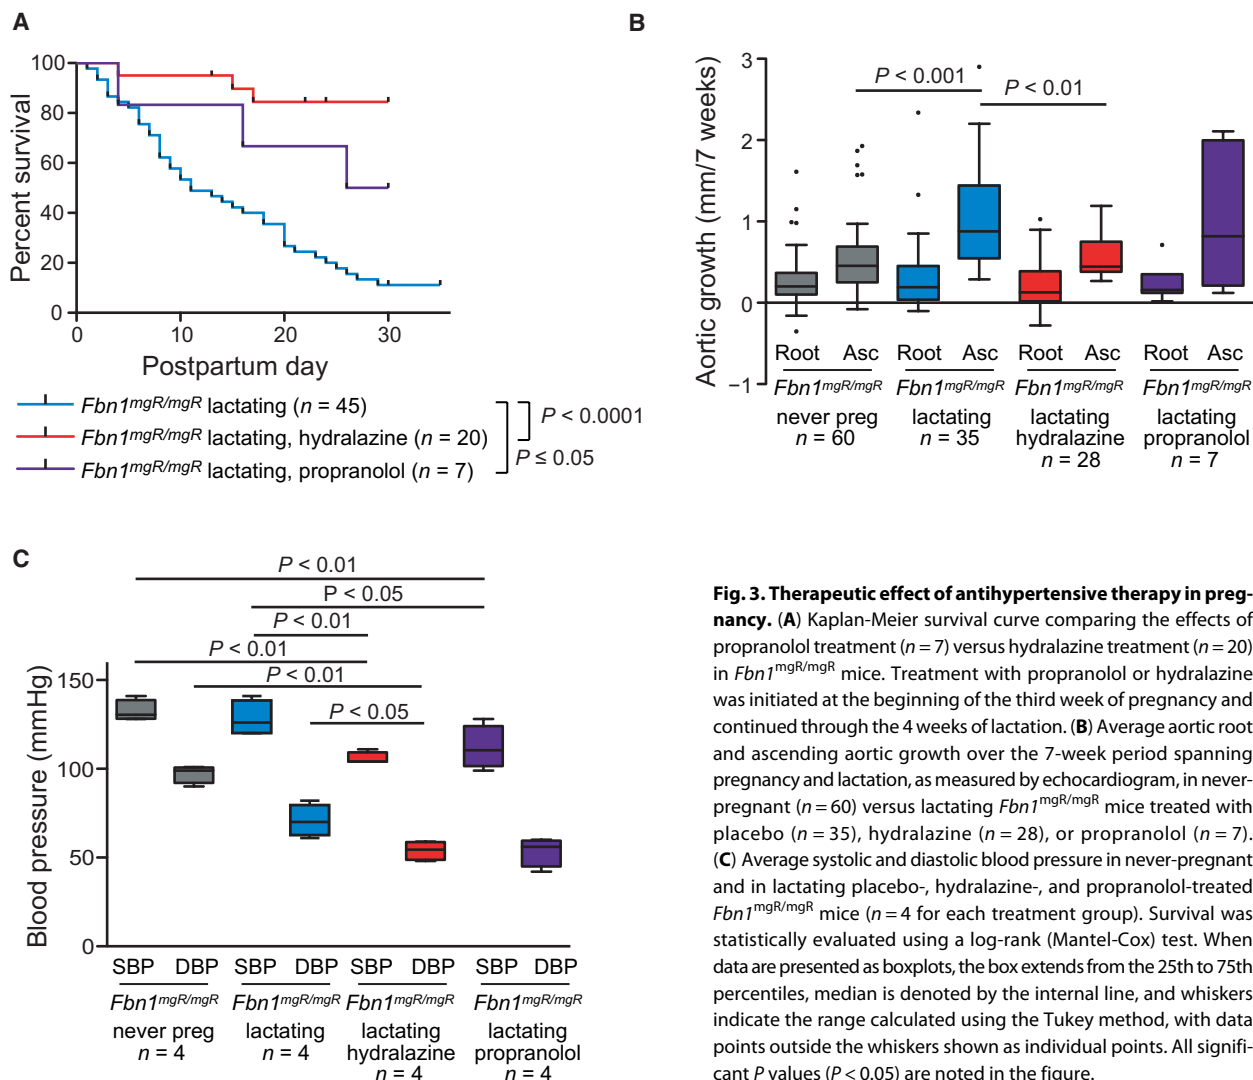 A
Percent survival
100
80
60
40
20
0
0 10 20 30
Postpartum day
Fbn1mgR/mgR lactating (n = 45)
Fbn1mgR/mgR lactating, hydralazine (n = 20)
Fbn1mgR/mgR lactating, propranolol (n = 7)
P < 0.0001
P ≤ 0.05
B
Aortic growth (mm/7 weeks)
3
2
1
0
−1
P < 0.001
P < 0.01
Root Asc Root Asc Root Asc Root Asc
Fbn1mgR/mgR Fbn1mgR/mgR Fbn1mgR/mgR Fbn1mgR/mgR
never preg lactating lactating lactating
n = 60 n = 35 hydralazine propranolol
n = 28 n = 7
C
Blood pressure (mmHg)
150
100
50
0
P < 0.01
P < 0.05
P < 0.01
P < 0.01
P < 0.01
P < 0.05
SBP DBP SBP DBP SBP DBP SBP DBP
Fbn1mgR/mgR Fbn1mgR/mgR Fbn1mgR/mgR Fbn1mgR/mgR
never preg lactating lactating lactating
n = 4 n = 4 hydralazine propranolol
n = 4 n = 4
Fig. 3. Therapeutic effect of antihypertensive therapy in preg-
nancy. (A) Kaplan-Meier survival curve comparing the effects of
propranolol treatment (n = 7) versus hydralazine treatment (n = 20)
in Fbn1mgR/mgR mice. Treatment with propranolol or hydralazine
was initiated at the beginning of the third week of pregnancy and
continued through the 4 weeks of lactation. (B) Average aortic root
and ascending aortic growth over the 7-week period spanning
pregnancy and lactation, as measured by echocardiogram, in never-
pregnant (n = 60) versus lactating Fbn1mgR/mgR mice treated with
placebo (n = 35), hydralazine (n = 28), or propranolol (n = 7).
(C) Average systolic and diastolic blood pressure in never-pregnant
and in lactating placebo-, hydralazine-, and propranolol-treated
Fbn1mgR/mgR mice (n = 4 for each treatment group). Survival was
statistically evaluated using a log-rank (Mantel-Cox) test. When
data are presented as boxplots, the box extends from the 25th to 75th
percentiles, median is denoted by the internal line, and whiskers
indicate the range calculated using the Tukey method, with data
points outside the whiskers shown as individual points. All signifi-
cant P values (P < 0.05) are noted in the figure.